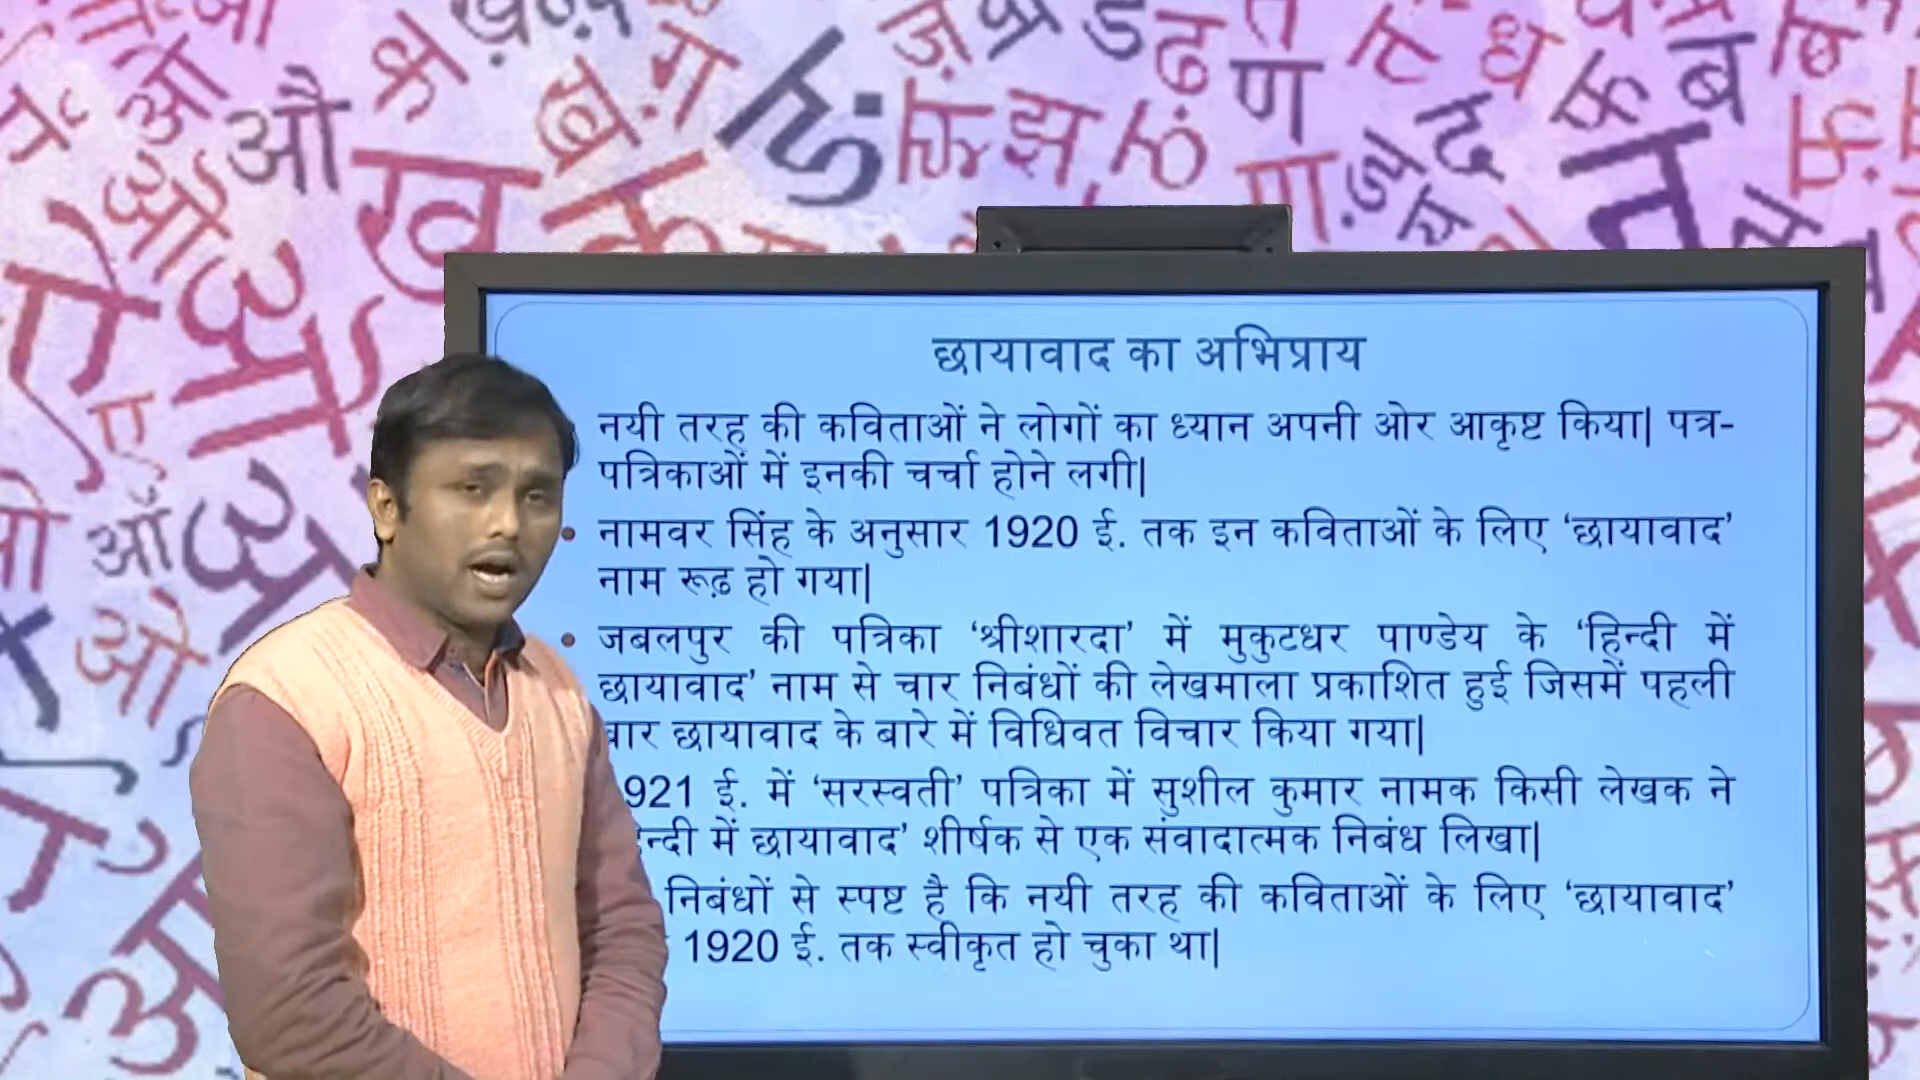 छायावाद का अभिप्राय
नयी तरह की कविताओं ने लोगों का ध्यान अपनी ओर आकृष्ट किया| पत्र-
पत्रिकाओं में इनकी चर्चा होने लगी|
नामवर सिंह के अनुसार 1920 ई. तक इन कविताओं के लिए ‘छायावाद’
नाम रूढ़ हो गया|
जबलपुर की पत्रिका ‘श्रीशारदा’ में मुकुटधर पाण्डेय के ‘हिन्दी में
छायावाद’ नाम से चार निबंधों की लेखमाला प्रकाशित हुई जिसमें पहली
बार छायावाद के बारे में विधिवत विचार किया गया|
921 ई. में ‘सरस्वती’ पत्रिका में सुशील कुमार नामक किसी लेखक ने
न्दी में छायावाद’ शीर्षक से एक संवादात्मक निबंध लिखा|
निबंधों से स्पष्ट है कि नयी तरह की कविताओं के लिए ‘छायावाद’
1920 ई. तक स्वीकृत हो चुका था|